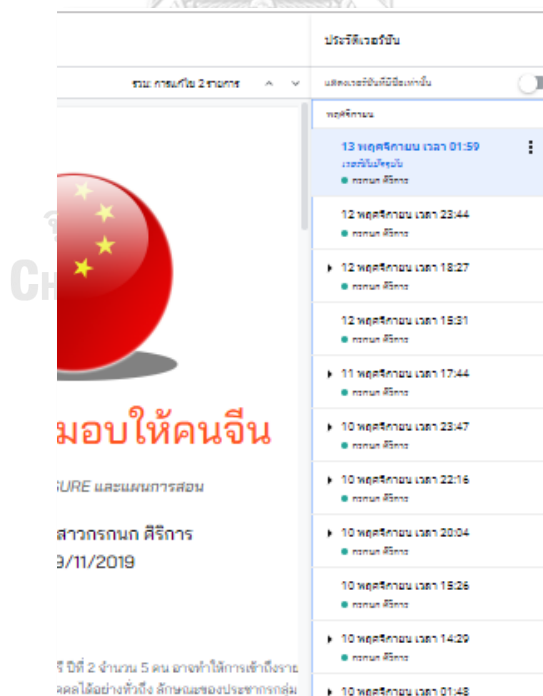 ประวัติเวอร์ชัน
รวม: การแก้ไข 2 รายการ
แสดงเวอร์ชันที่มีชื่อเท่านั้น
พฤศจิกายน
13 พฤศจิกายน เวลา 01:59
เวอร์ชันปัจจุบัน
กรกนก ศิริการ
12 พฤศจิกายน เวลา 23:44
กรกนก ศิริการ
12 พฤศจิกายน เวลา 18:27
กรกนก ศิริการ
12 พฤศจิกายน เวลา 15:31
กรกนก ศิริการ
11 พฤศจิกายน เวลา 17:44
กรกนก ศิริการ
10 พฤศจิกายน เวลา 23:47
กรกนก ศิริการ
10 พฤศจิกายน เวลา 22:16
กรกนก ศิริการ
10 พฤศจิกายน เวลา 20:04
กรกนก ศิริการ
10 พฤศจิกายน เวลา 15:26
กรกนก ศิริการ
10 พฤศจิกายน เวลา 14:29
กรกนก ศิริการ
10 พฤศจิกายน เวลา 01:48
มอบให้คนจีน
SURE และแผนการสอน
สาวกรกนก ศิริการ
9/11/2019
รี ปีที่ 2 จำนวน 5 คน อาจทำให้การเข้าถึงราย
คคลได้อย่างทั่วถึง ลักษณะของประชากรกลุ่ม